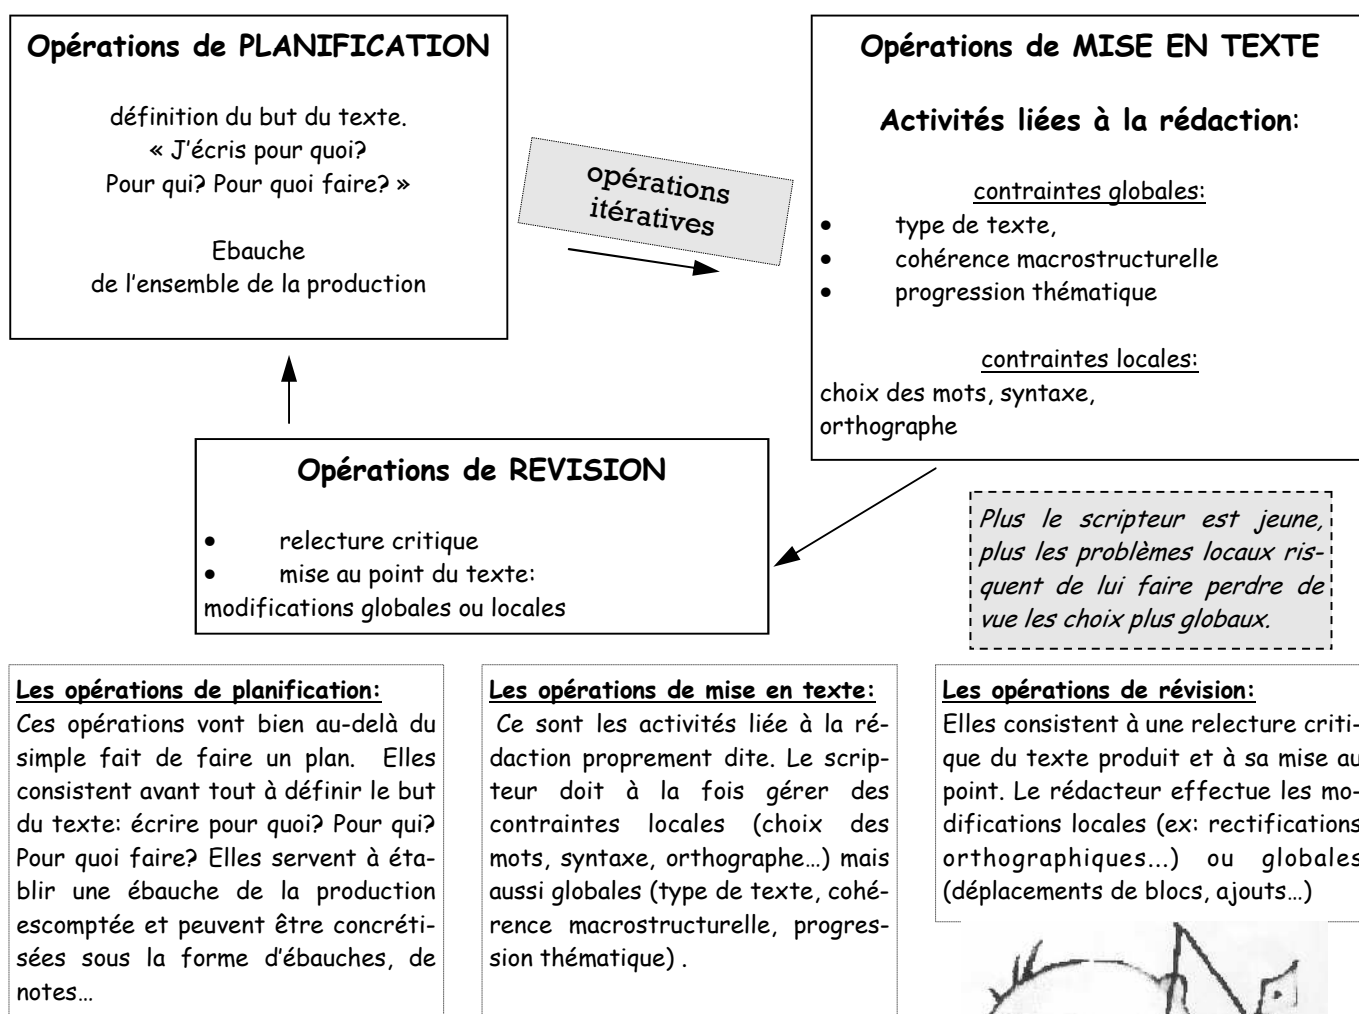 Opérations de PLANIFICATION
définition du but du texte.
« J'écris pour quoi?
Pour qui? Pour quoi faire? »
Ebauche
de l'ensemble de la production
opérations
itératives
Opérations de MISE EN TEXTE
Activités liées à la rédaction:
contraintes globales:
• type de texte,
• cohérence macrostructurelle
• progression thématique
contraintes locales:
choix des mots, syntaxe,
orthographe
Opérations de REVISION
• relecture critique
• mise au point du texte:
modifications globales ou locales
Plus le scripteur est jeune,
plus les problèmes locaux ris-
quent de lui faire perdre de
vue les choix plus globaux.
Les opérations de planification:
Ces opérations vont bien au-delà du
simple fait de faire un plan. Elles
consistent avant tout à définir le but
du texte: écrire pour quoi? Pour qui?
Pour quoi faire? Elles servent à éta-
blir une ébauche de la production
escomptée et peuvent être concréti-
sées sous la forme d'ébauches, de
notes…
Les opérations de mise en texte:
Ce sont les activités liée à la ré-
daction proprement dite. Le scrip-
teur doit à la fois gérer des
contraintes locales (choix des
mots, syntaxe, orthographe…) mais
aussi globales (type de texte, cohé-
rence macrostructurelle, progres-
sion thématique) .
Les opérations de révision:
Elles consistent à une relecture criti-
que du texte produit et à sa mise au
point. Le rédacteur effectue les mo-
difications locales (ex: rectifications
orthographiques...) ou globales
(déplacements de blocs, ajouts…)